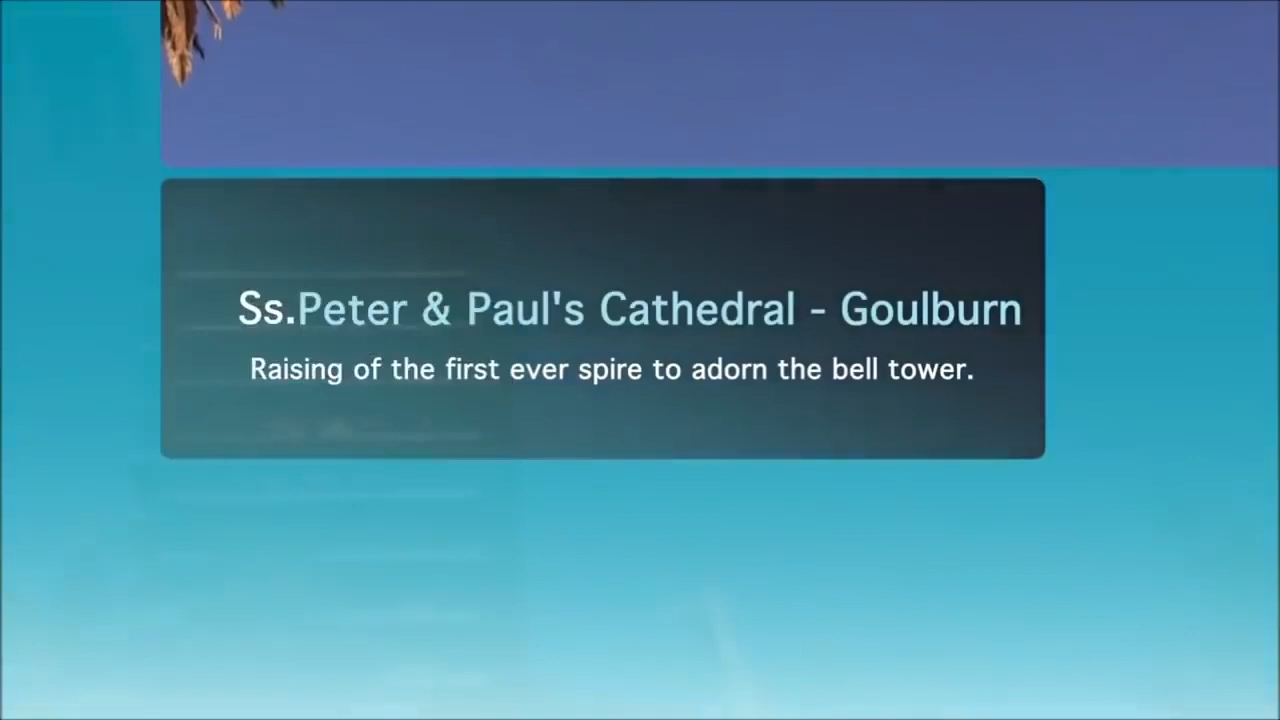 Ss.Peter & Paul's Cathedral - Goulburn
Raising of the first ever spire to adorn the bell tower.